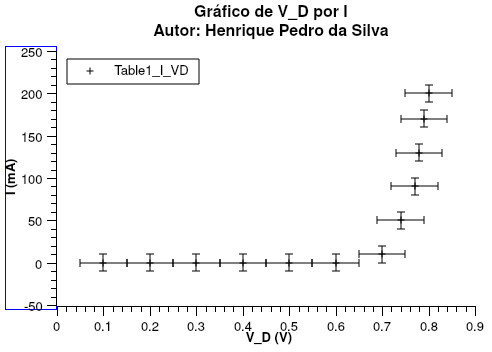 Gráfico de V_D por I
Autor: Henrique Pedro da Silva
Table1_I_VD
I (mA)
250
200
150
100
50
0
-50
0 0.1 0.2 0.3 0.4 0.5 0.6 0.7 0.8 0.9
V_D (V)